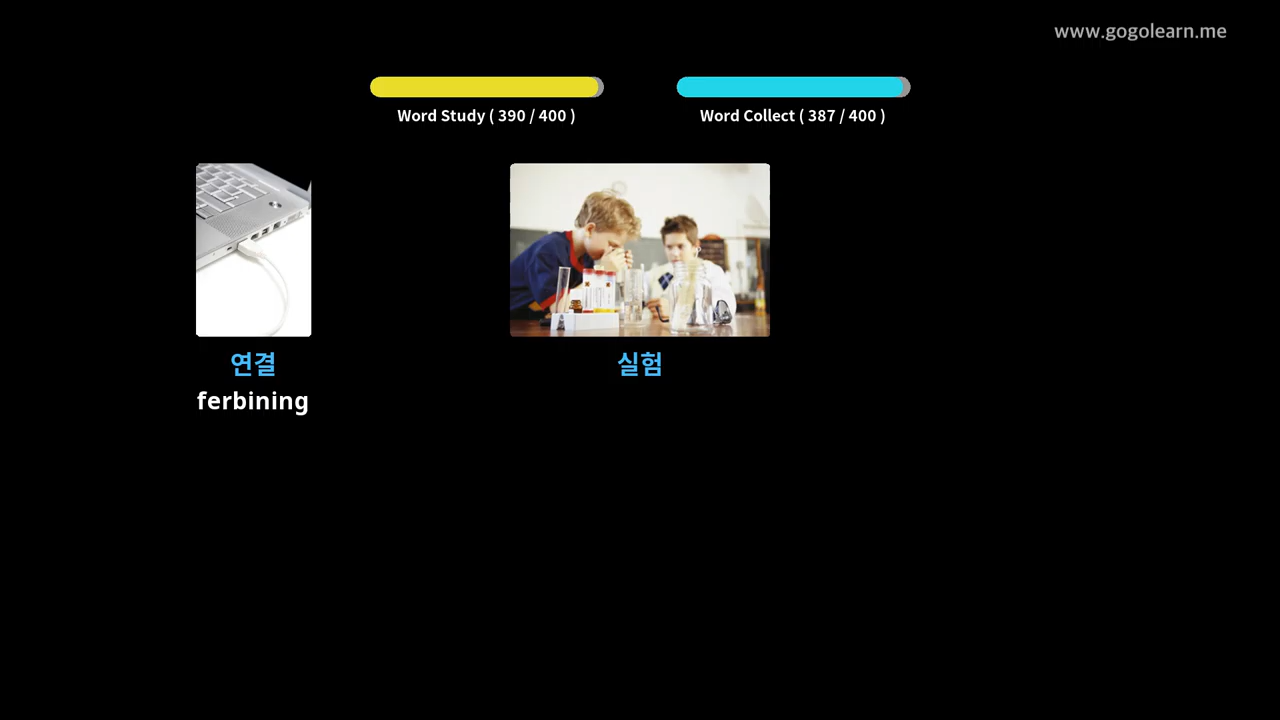 www.gogolearn.me
Word Study ( 390 / 400 )
Word Collect ( 387 / 400 )
연결
ferbining
실험